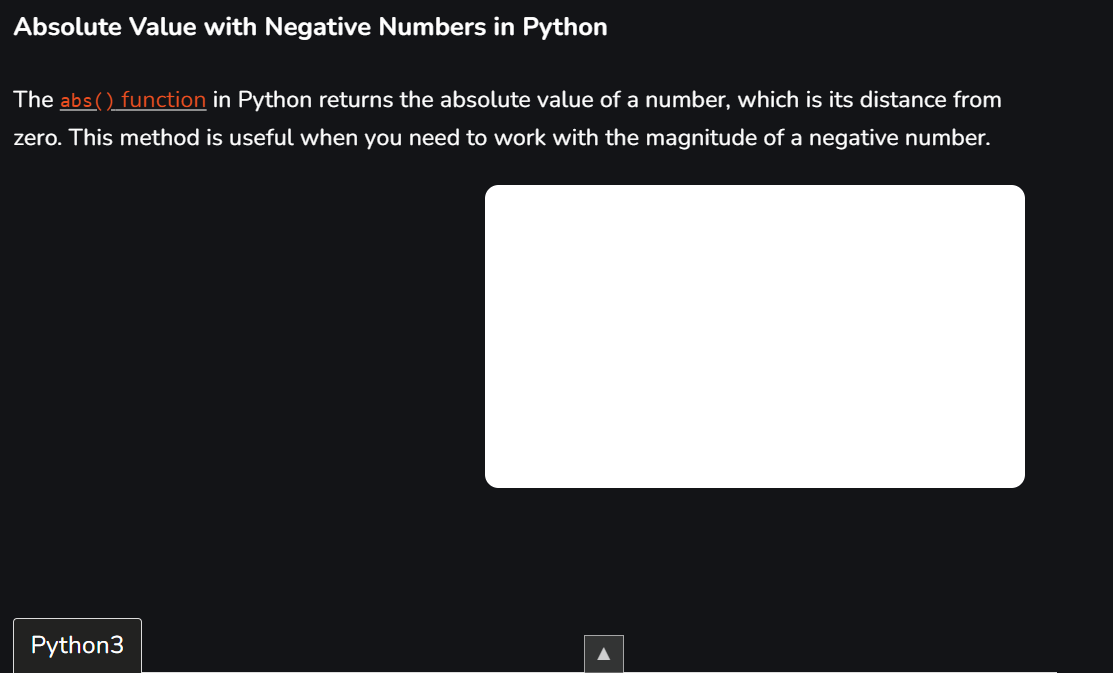 Absolute Value with Negative Numbers in Python
The abs() function in Python returns the absolute value of a number, which is its distance from
zero. This method is useful when you need to work with the magnitude of a negative number.
Python3
▲